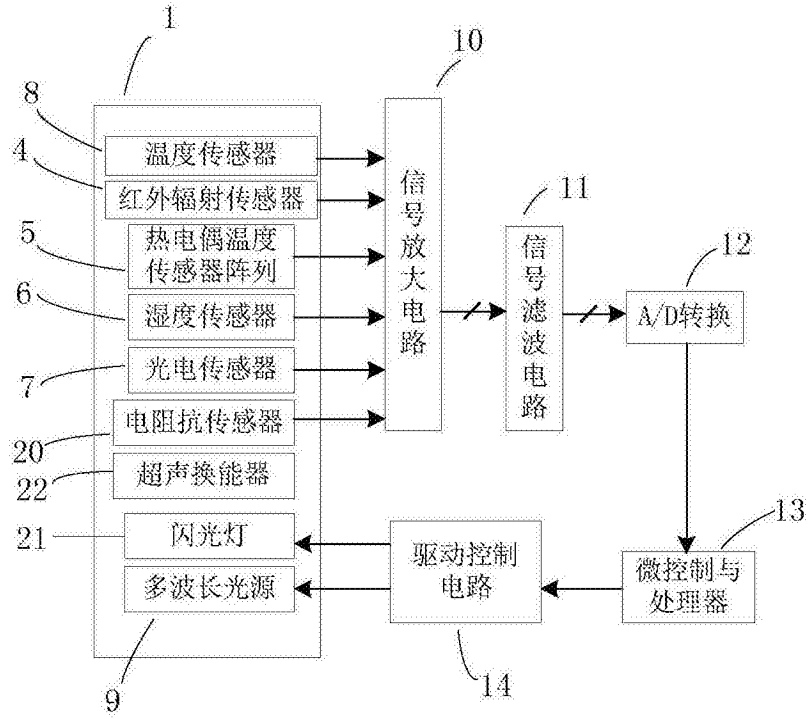 1
10
8
温度传感器
4
红外辐射传感器
5
热电偶温度
传感器阵列
6
湿度传感器
7
光电传感器
20
电阻抗传感器
22
超声换能器
21
闪光灯
多波长光源
9
信号放大电路
11
信号滤波电路
12
A/D转换
13
微控制与
处理器
驱动控制
电路
14